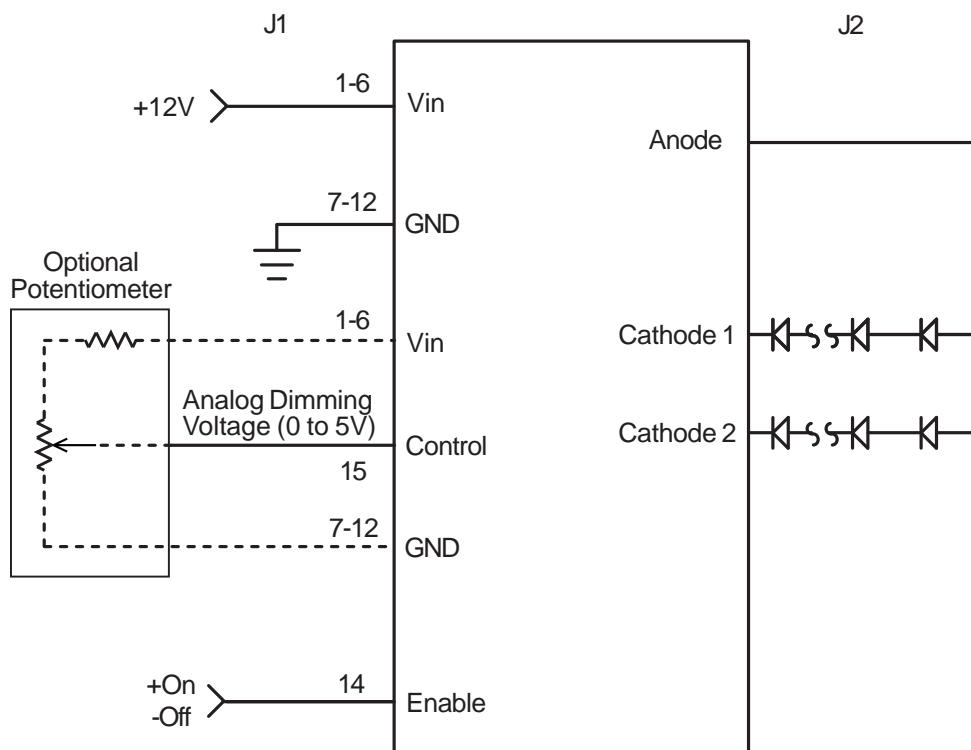 J1
J2
1-6
+12V
Vin
Anode
7-12
GND
Optional
Potentiometer
1-6
Vin
Cathode 1
Analog Dimming
Voltage (0 to 5V)
Control
Cathode 2
15
7-12
GND
+On
-Off
14
Enable